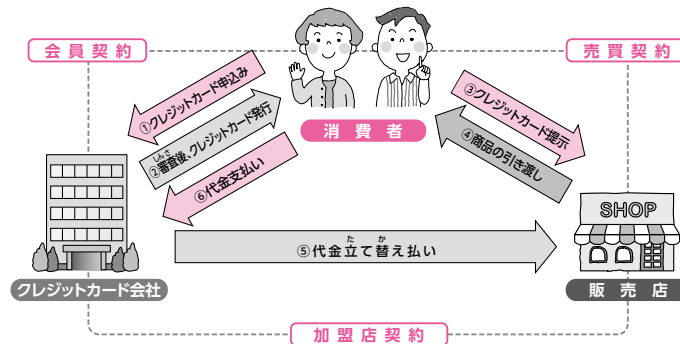 会員契約
売買契約
①クレジットカード申込み
②審査後、クレジットカード発行
しんさ
⑥代金支払い
消費者
③クレジットカード提示
④商品の引き渡し
SHOP
⑤代金立て替え払い
た か
クレジットカード会社
販売店
加盟店契約